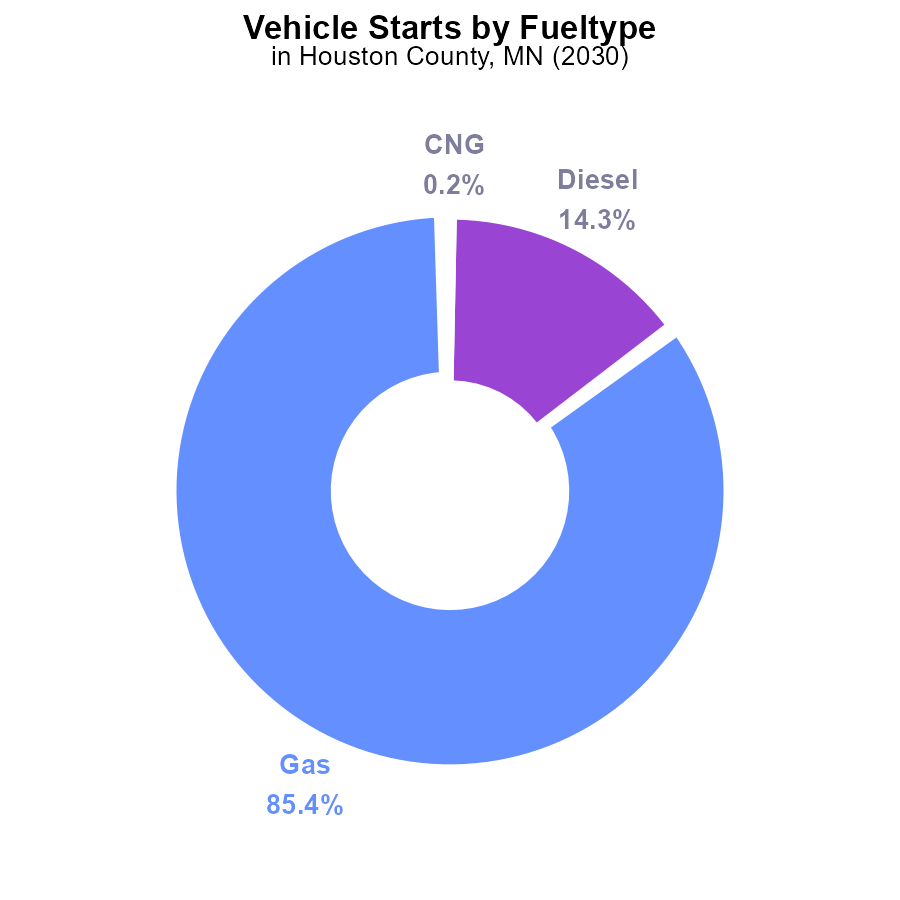 Vehicle Starts by Fueltype
in Houston County, MN (2030)
CNG
0.2%
Diesel
14.3%
Gas
85.4%